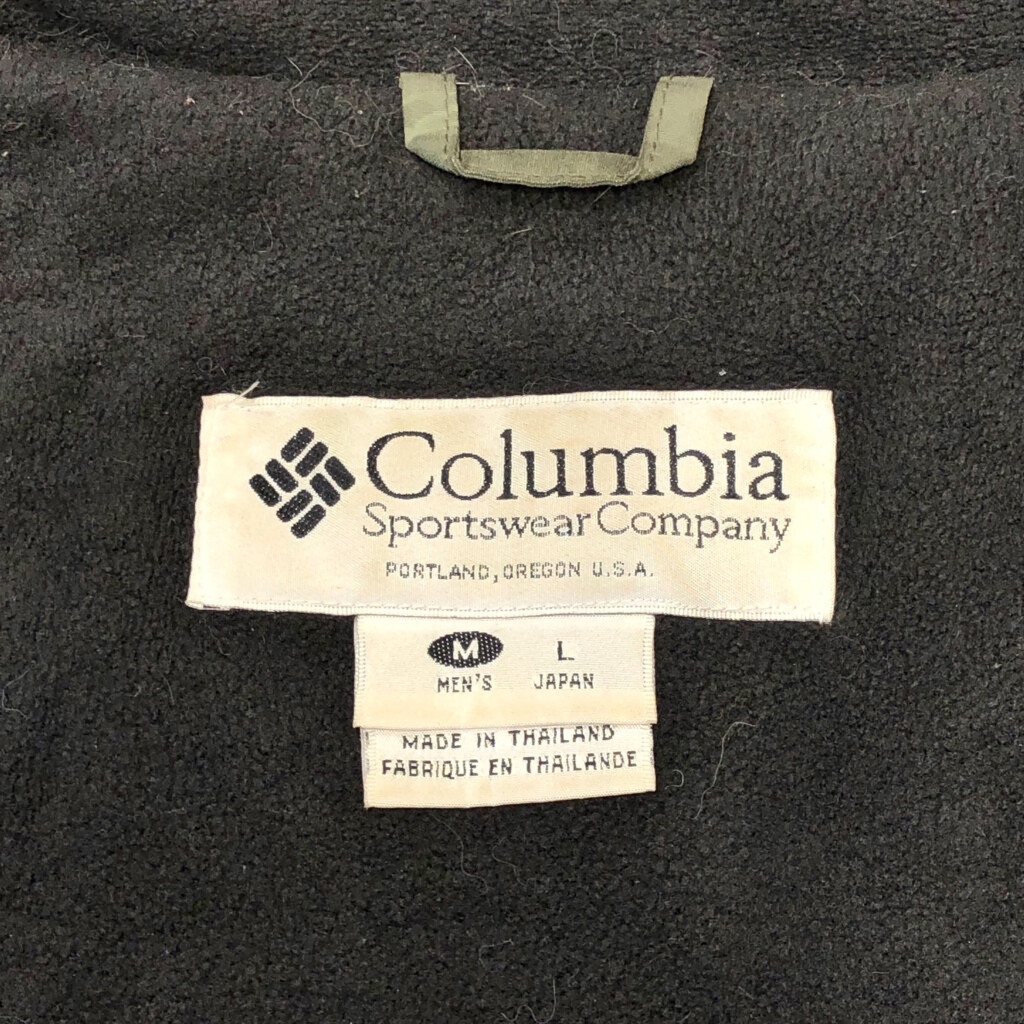 Columbia
Sportswear Company
PORTLAND, OREGON U.S.A.
M L
MEN'S JAPAN
MADE IN THAILAND
FABRIQUE EN THAILANDE